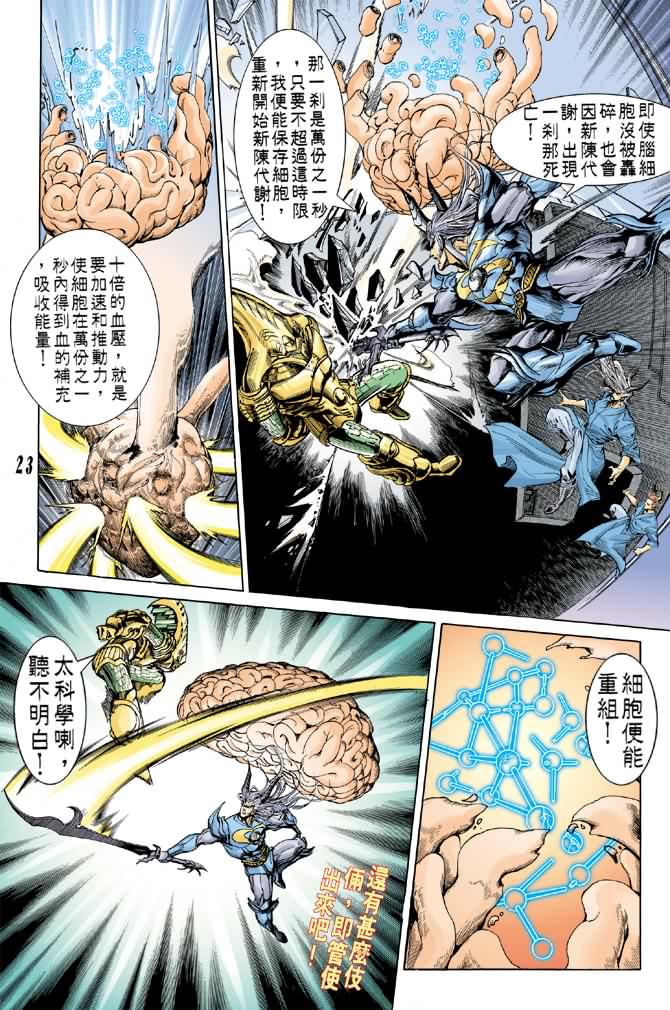 即使腦細
胞沒被轟
碎，也會
因新陳代
謝，出現
一剎那死
亡！
那一剎是萬份之一秒
，只要不超過這時限
，我便能保存細胞，
重新開始新陳代謝！
十倍的血壓，就是
要加速和推動力，
使細胞在萬份之一
秒內得到血的補充
，吸收能量！
23
細胞便能
重組！
太科學喇，
聽不明白！
還有甚麼伎
倆，即管使
出來吧！